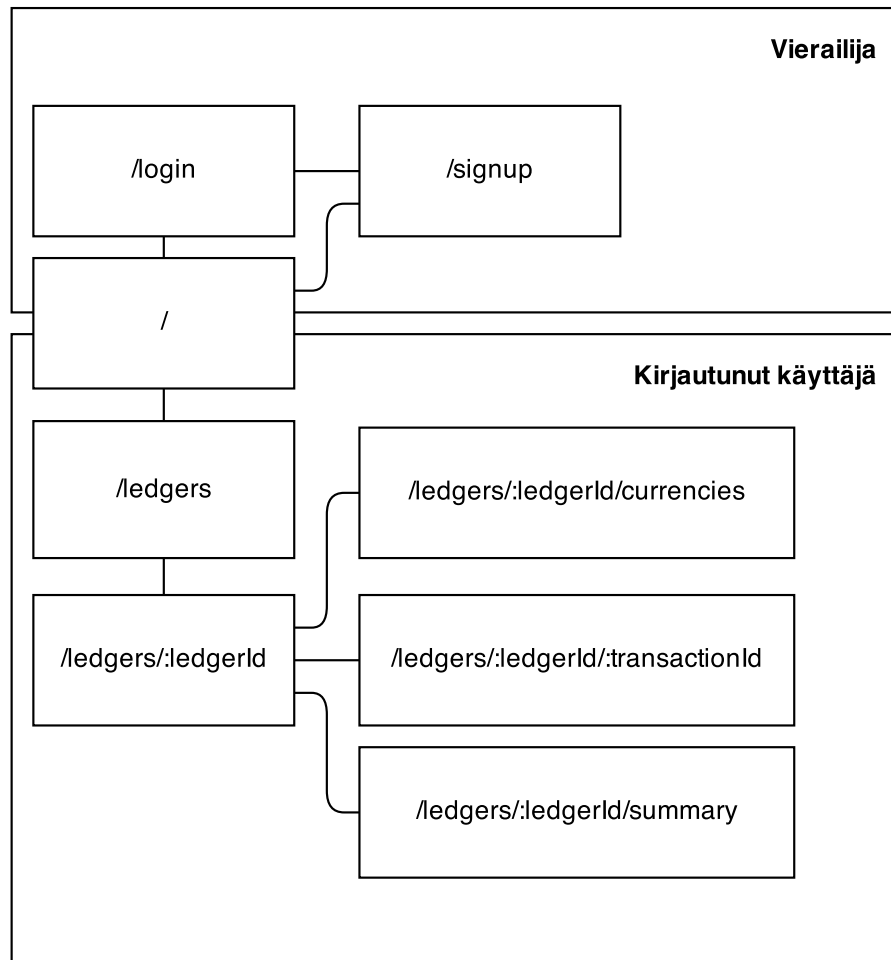 Vierailija
/login
/signup
/
Kirjautunut käyttäjä
/ledgers
/ledgers/:ledgerId/currencies
/ledgers/:ledgerId
/ledgers/:ledgerId/:transactionId
/ledgers/:ledgerId/summary